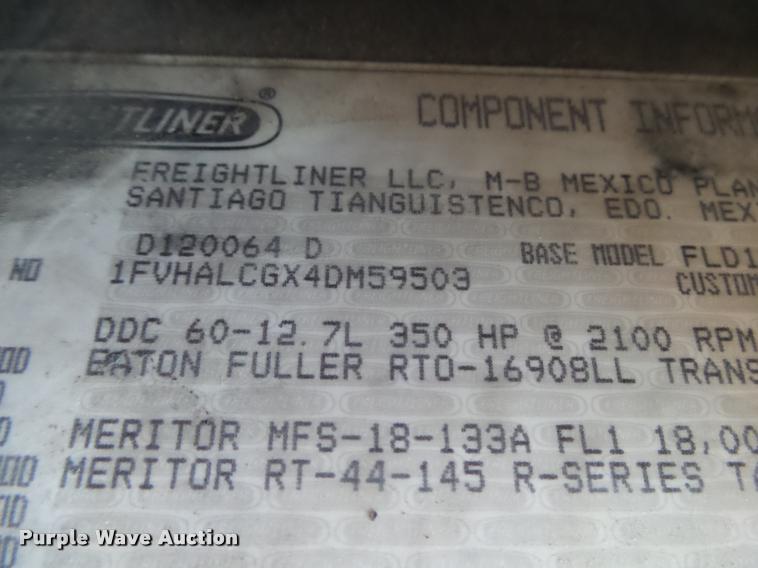 FREIGHTLINER ®
COMPONENT INFORMA
FREIGHTLINER LLC, M-B MEXICO PLAN
SANTIAGO TIANGUISTENCO, EDO. MEX
D120064 D BASE MODEL FLD1
NO 1FVHALCGX4DM59503 CUSTOM
DDC 60-12.7L 350 HP @ 2100 RPM
EATON FULLER RTO-16908LL TRANS
MERITOR MFS-18-133A FL1 18,00
MERITOR RT-44-145 R-SERIES TA
Purple Wave Auction